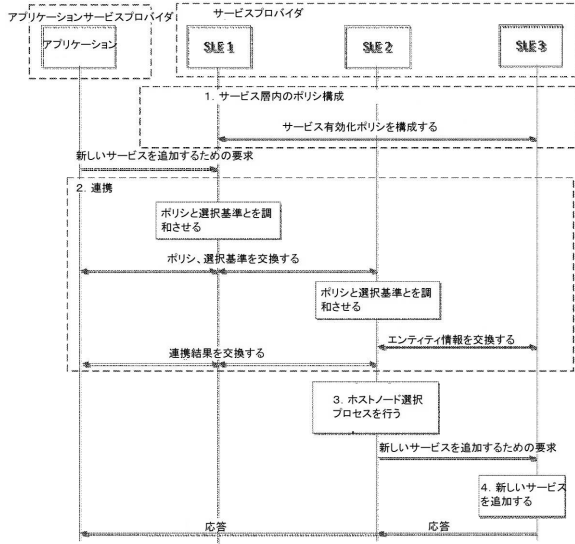 アプリケーションサービスプロバイダ
サービスプロバイダ
アプリケーション
SLE 1
SLE 2
SLE 3
1. サービス層内のポリシ構成
サービス有効化ポリシを構成する
新しいサービスを追加するための要求
2. 連携
ポリシと選択基準とを調
和させる
ポリシ、選択基準を交換する
ポリシと選択基準とを調
和させる
エンティティ情報を交換する
連携結果を交換する
3. ホストノード選択
プロセスを行う
新しいサービスを追加するための要求
4. 新しいサービス
を追加する
応答
応答